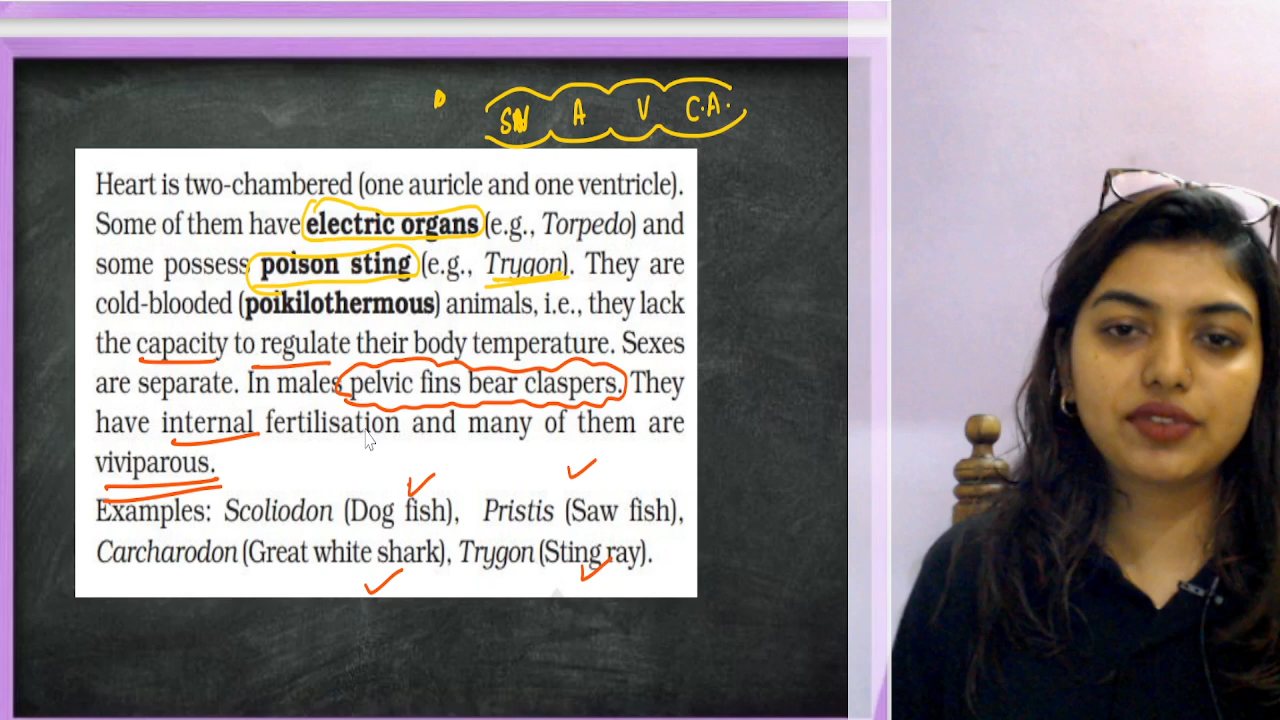 SN A V C.A.
Heart is two-chambered (one auricle and one ventricle).
Some of them have electric organs (e.g., Torpedo) and
some possess poison sting (e.g., Trygon). They are
cold-blooded (poikilothermous) animals, i.e., they lack
the capacity to regulate their body temperature. Sexes
are separate. In males pelvic fins bear claspers. They
have internal fertilisation and many of them are
viviparous.
Examples: Scoliodon (Dog fish), Pristis (Saw fish),
Carcharodon (Great white shark), Trygon (Sting ray).